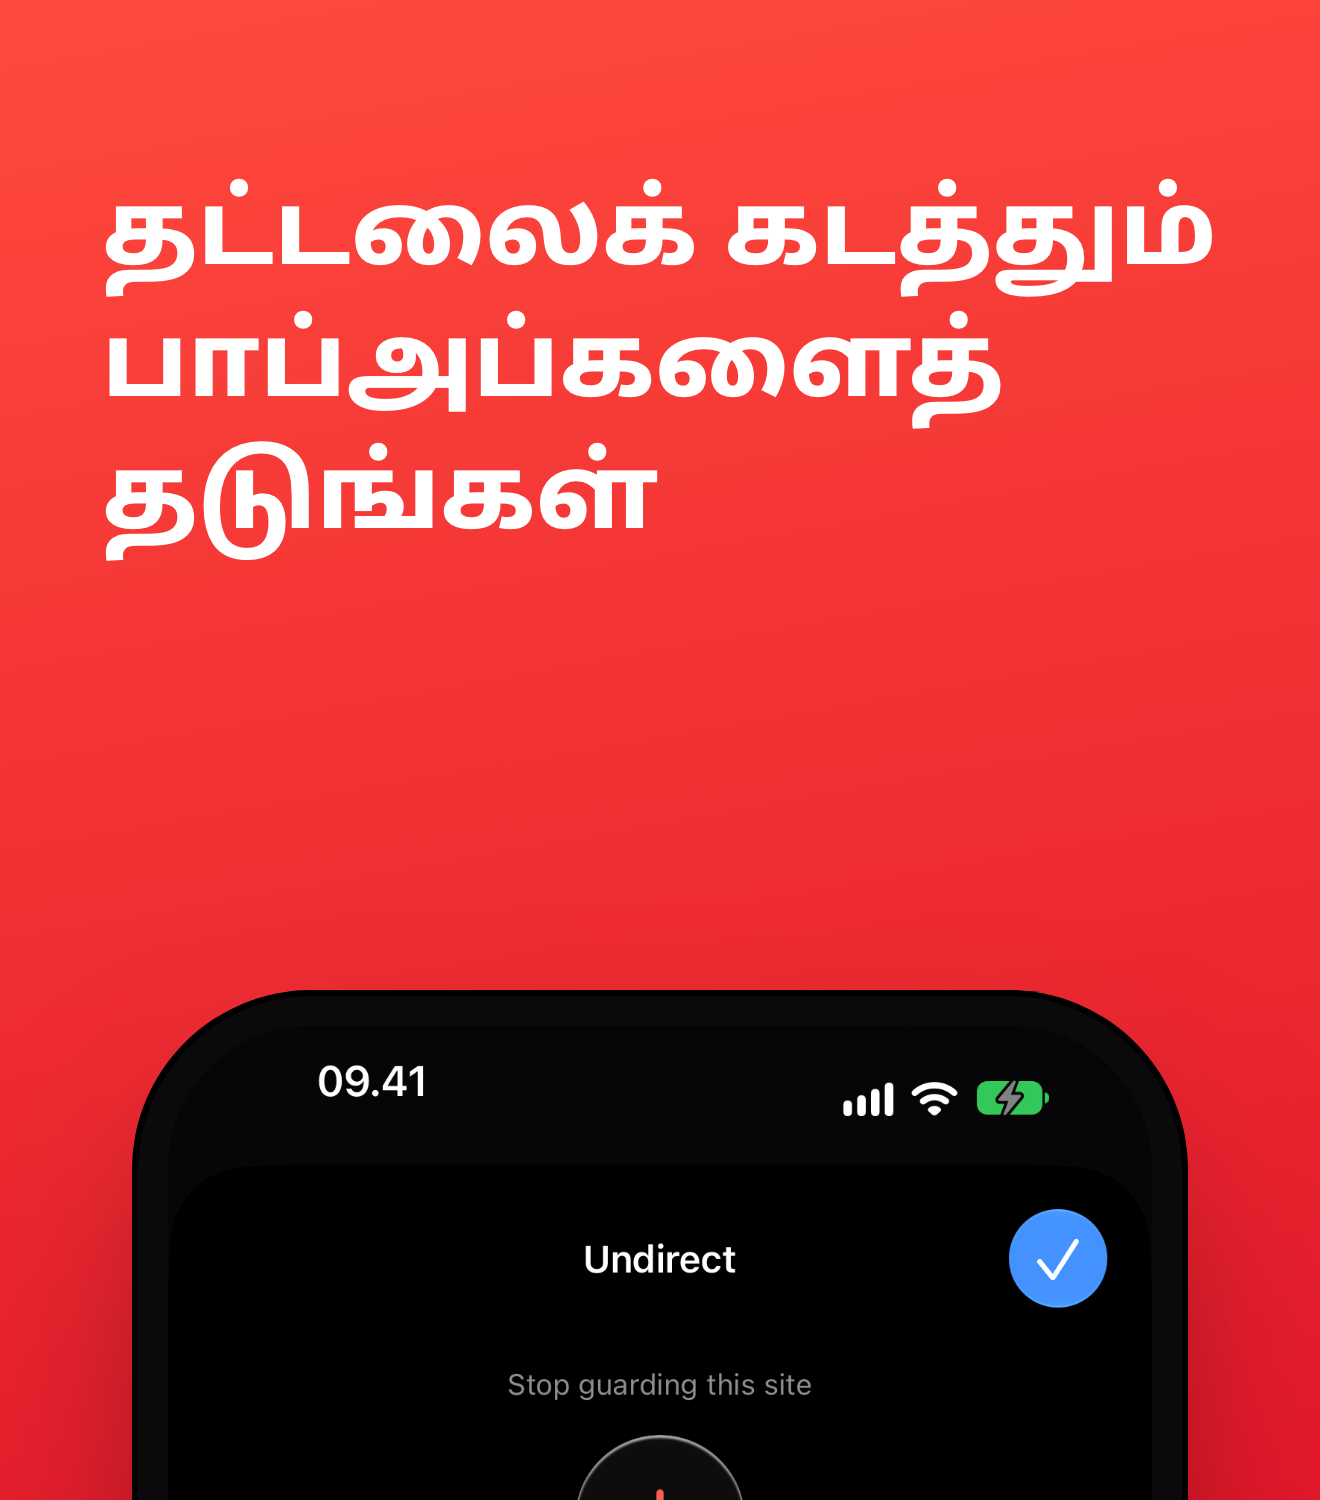 தட்டலைக் கடத்தும்
பாப்அப்களைத்
தடுங்கள்
09.41
Undirect
Stop guarding this site